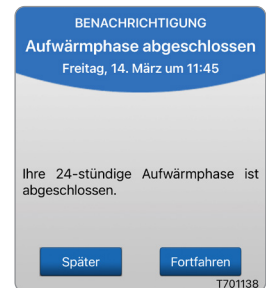 BENACHRICHTIGUNG
Aufwärmphase abgeschlossen
Freitag, 14. März um 11:45
Ihre 24-stündige Aufwärmphase ist
abgeschlossen.
Später Fortfahren
T701138